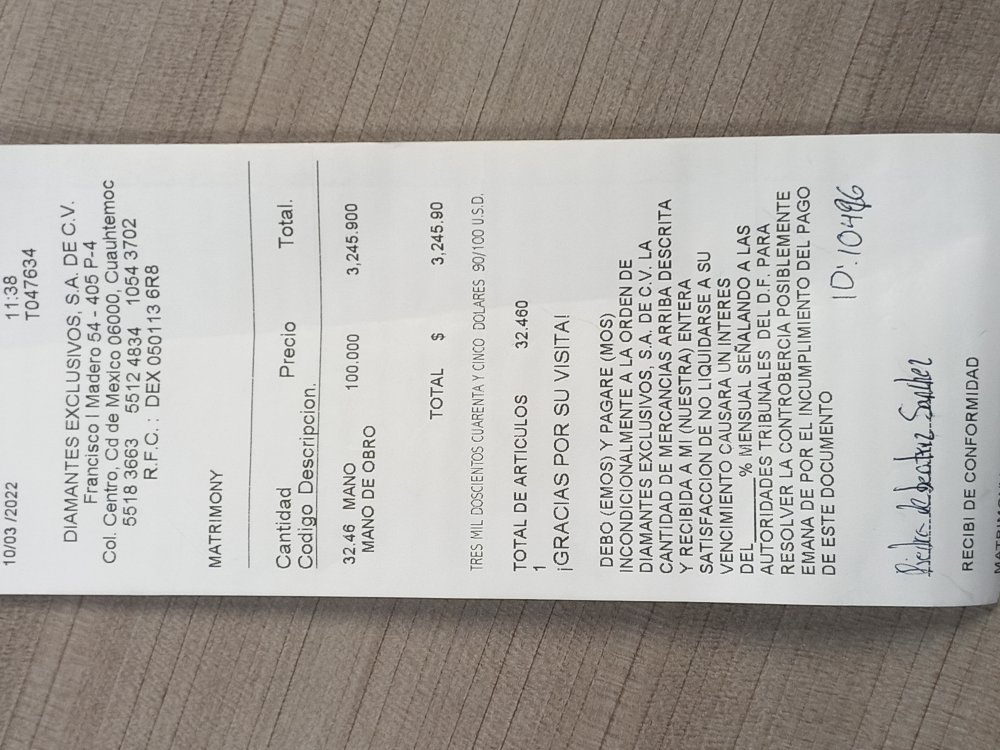 10/03 /2022 11:38
T047634
DIAMANTES EXCLUSIVOS, S.A. DE C.V.
Francisco I Madero 54 - 405 P-4
Col. Centro, Cd de Mexico 06000, Cuauhtemoc
5518 3663 5512 4834 1054 3702
R.F.C. : DEX 050113 6R8
MATRIMONY
Cantidad Precio Total.
Codigo Descripcion.
32.46 MANO 100.000 3,245.900
MANO DE OBRO
TOTAL $ 3,245.90
TRES MIL DOSCIENTOS CUARENTA Y CINCO DOLARES 90/100 U.S.D.
TOTAL DE ARTICULOS 32.460
1
¡GRACIAS POR SU VISITA!
DEBO (EMOS) Y PAGARE (MOS)
INCONDICIONALMENTE A LA ORDEN DE
DIAMANTES EXCLUSIVOS, S.A. DE C.V. LA
CANTIDAD DE MERCANCIAS ARRIBA DESCRITA
Y RECIBIDA A MI (NUESTRA) ENTERA
SATISFACCION DE NO LIQUIDARSE A SU
VENCIMIENTO CAUSARA UN INTERES
DEL______% MENSUAL SEÑALANDO A LAS
AUTORIDADES TRIBUNALES DEL D.F. PARA
RESOLVER LA CONTROBERCIA POSIBLEMENTE
EMANA DE POR EL INCUMPLIMIENTO DEL PAGO
DE ESTE DOCUMENTO
ID: 10496
Sanchez
RECIBI DE CONFORMIDAD